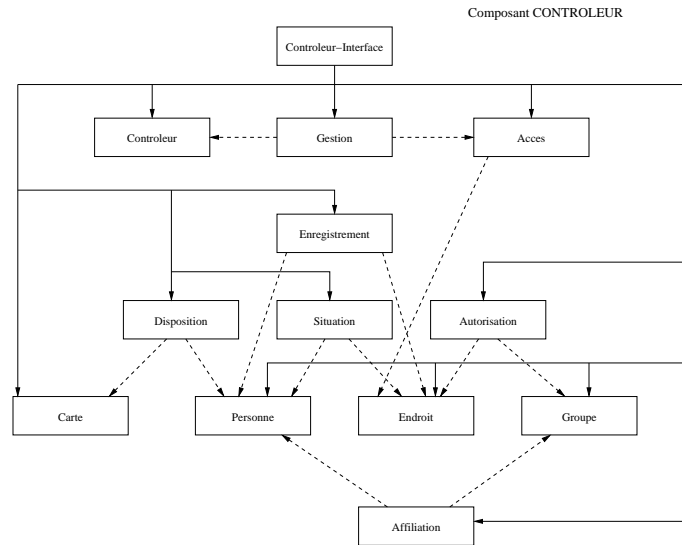 Composant CONTROLEUR
Controleur−Interface
Controleur
Gestion
Acces
Enregistrement
Disposition
Situation
Autorisation
Carte
Personne
Endroit
Groupe
Affiliation